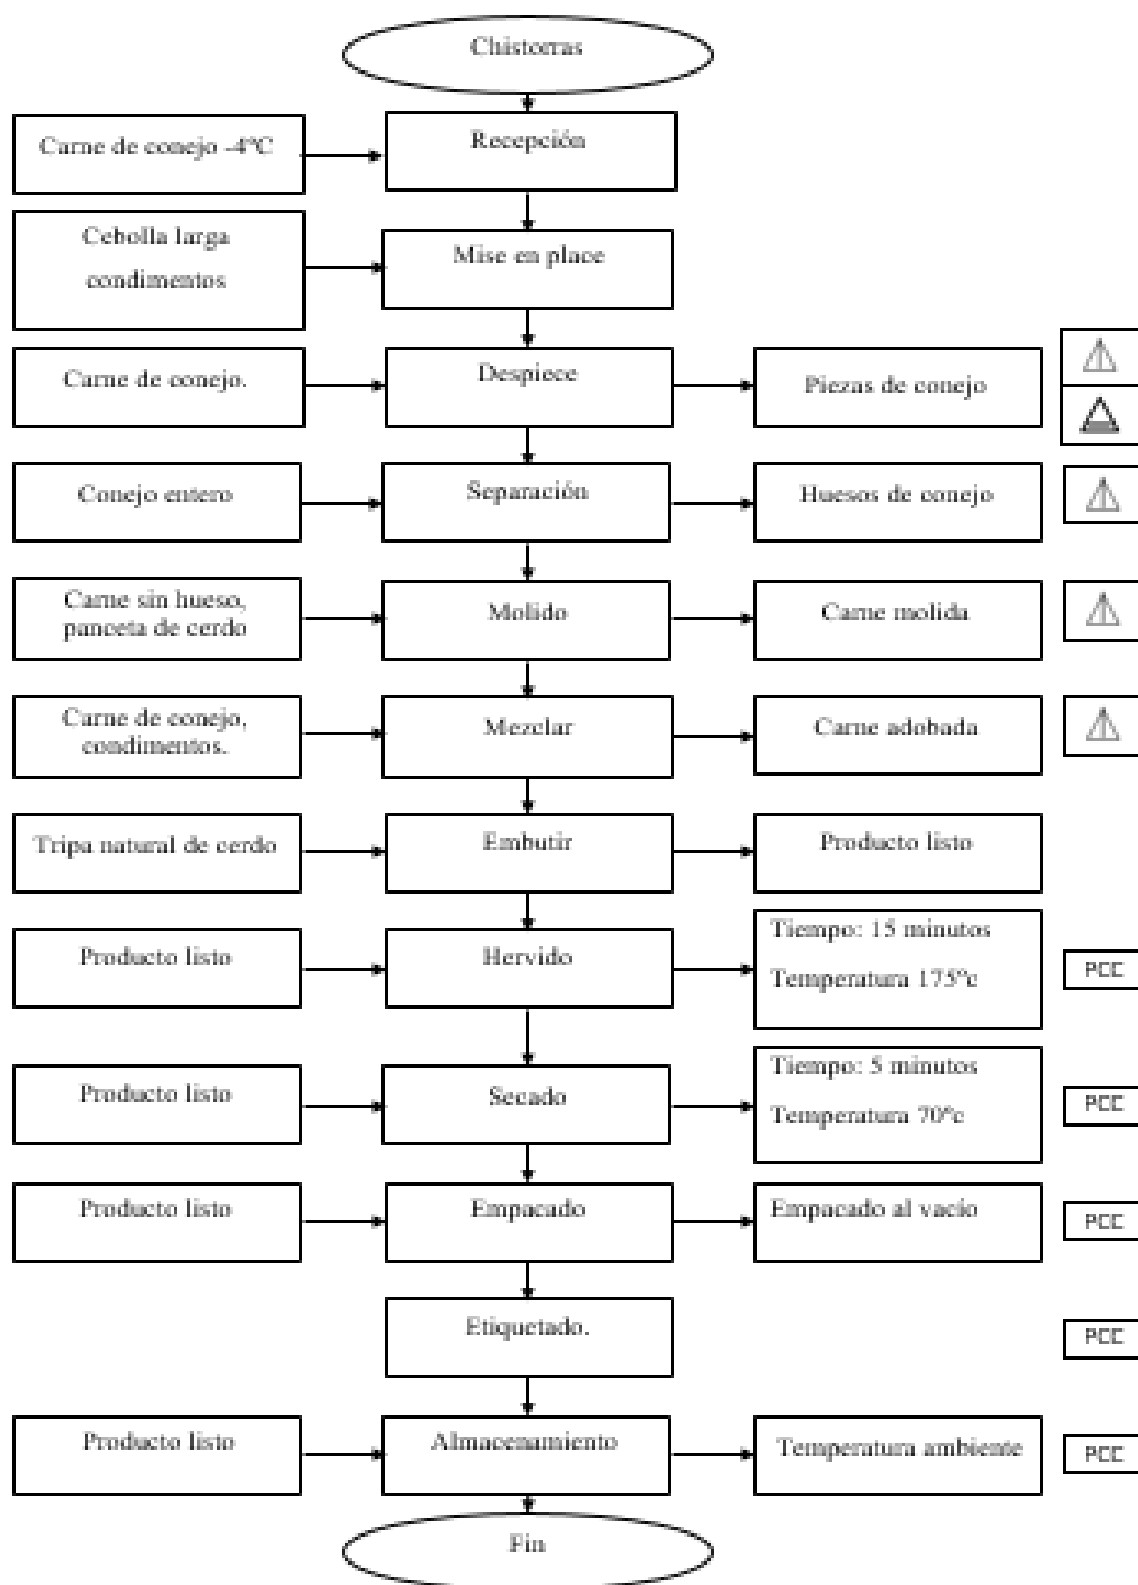 Chistorras
Carne de conejo -4°C
Recepción
Cebolla larga
condimentos
Mise en place
Carne de conejo.
Despiece
Piezas de conejo
Conejo entero
Separación
Huesos de conejo
Carne sin hueso,
panceta de cerdo
Molido
Carne molida
Carne de conejo,
condimentos.
Mezclar
Carne adobada
Tripa natural de cerdo
Embutir
Producto listo
Producto listo
Hervido
Tiempo: 15 minutos
Temperatura 175°c
PCC
Producto listo
Secado
Tiempo: 5 minutos
Temperatura 70°c
PCC
Producto listo
Empacado
Empacado al vacío
PCC
Etiquetado.
PCC
Producto listo
Almacenamiento
Temperatura ambiente
PCC
Fin